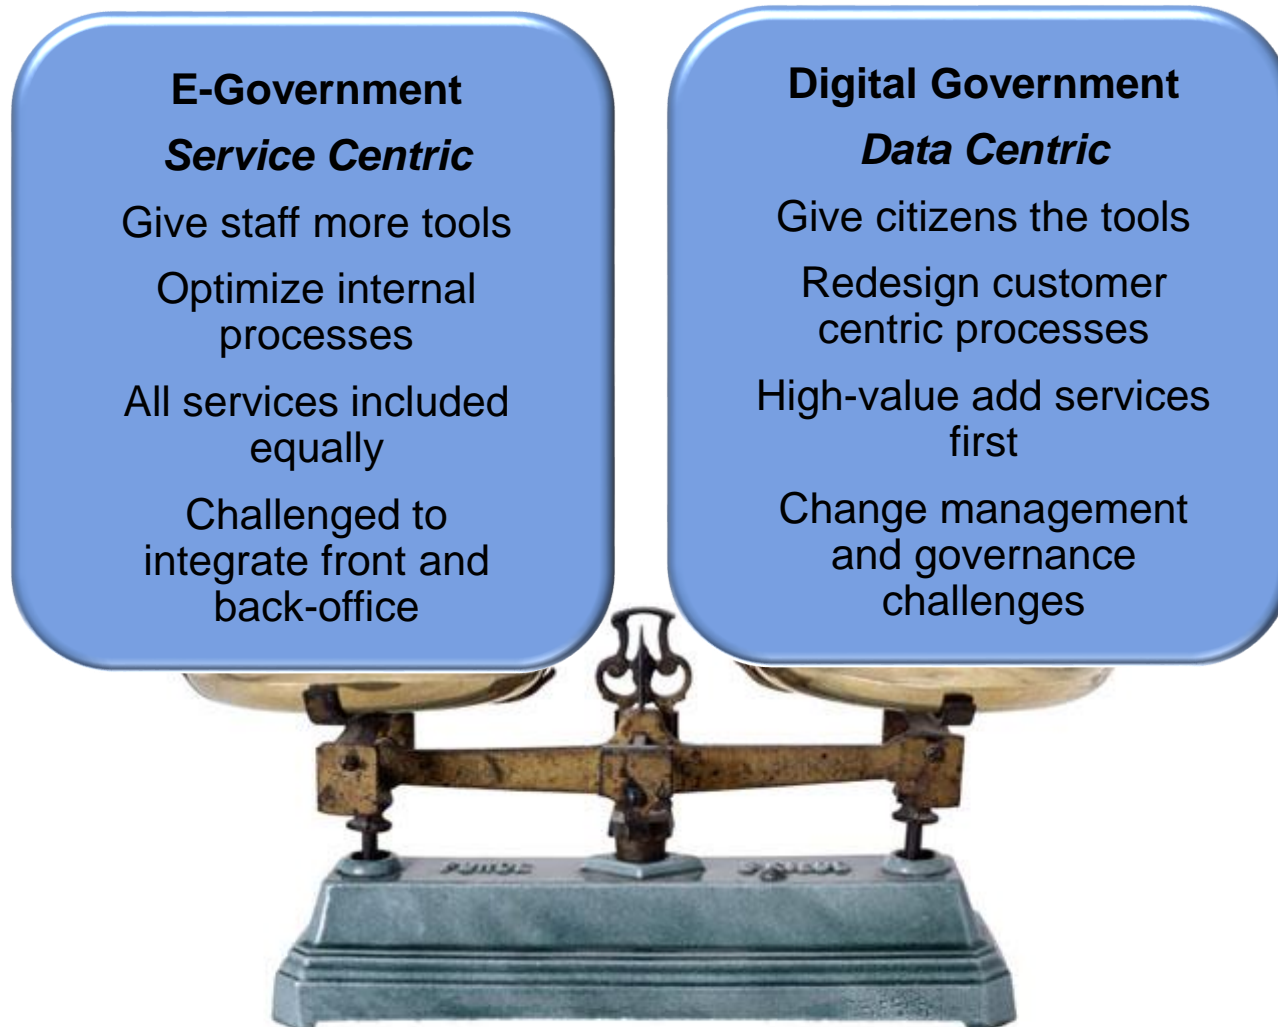 E-Government
Service Centric
Give staff more tools
Optimize internal
processes
All services included
equally
Challenged to
integrate front and
back-office
Digital Government
Data Centric
Give citizens the tools
Redesign customer
centric processes
High-value add services
first
Change management
and governance
challenges